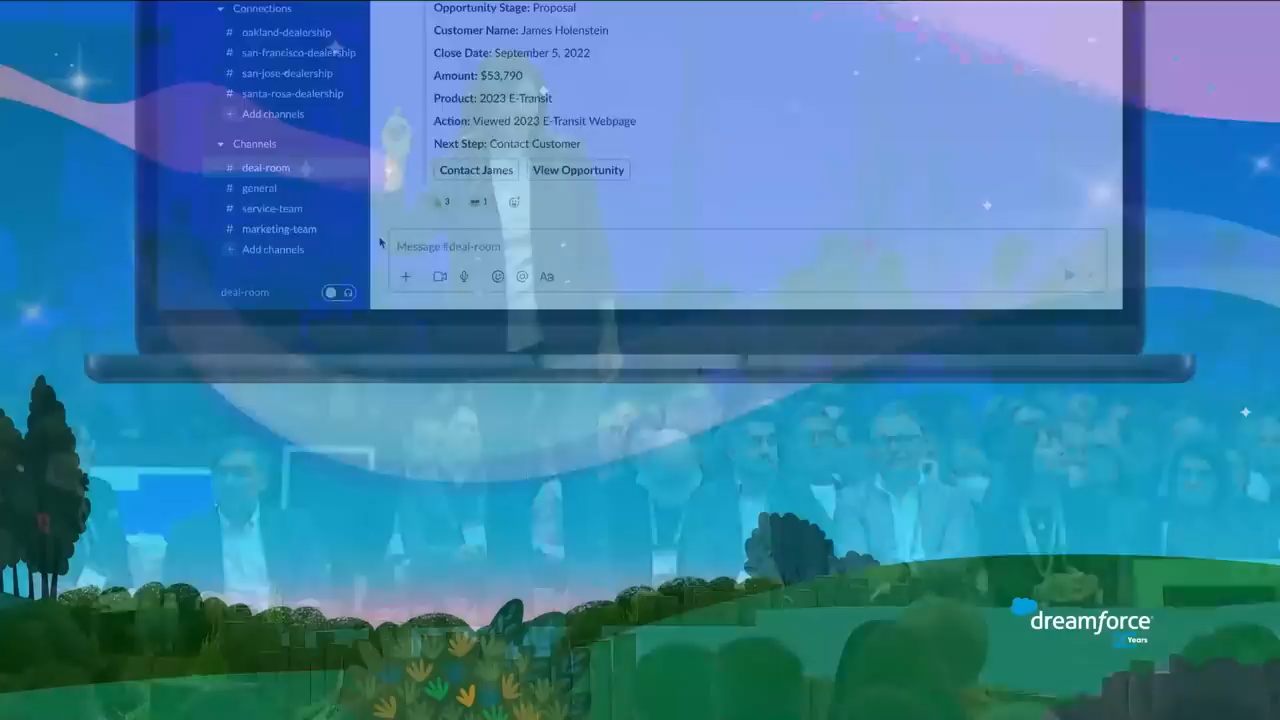 Connections
# oakland-dealership
# san-francisco-dealership
# san-jose-dealership
# santa-rosa-dealership
+ Add channels
Channels
# deal-room
# general
# service-team
# marketing-team
+ Add channels
deal-room
Opportunity Stage: Proposal
Customer Name: James Holenstein
Close Date: September 5, 2022
Amount: $53,790
Product: 2023 E-Transit
Action: Viewed 2023 E-Transit Webpage
Next Step: Contact Customer
Contact James View Opportunity
3 1
Message #deal-room
+ @ Aa
dreamforce
Years